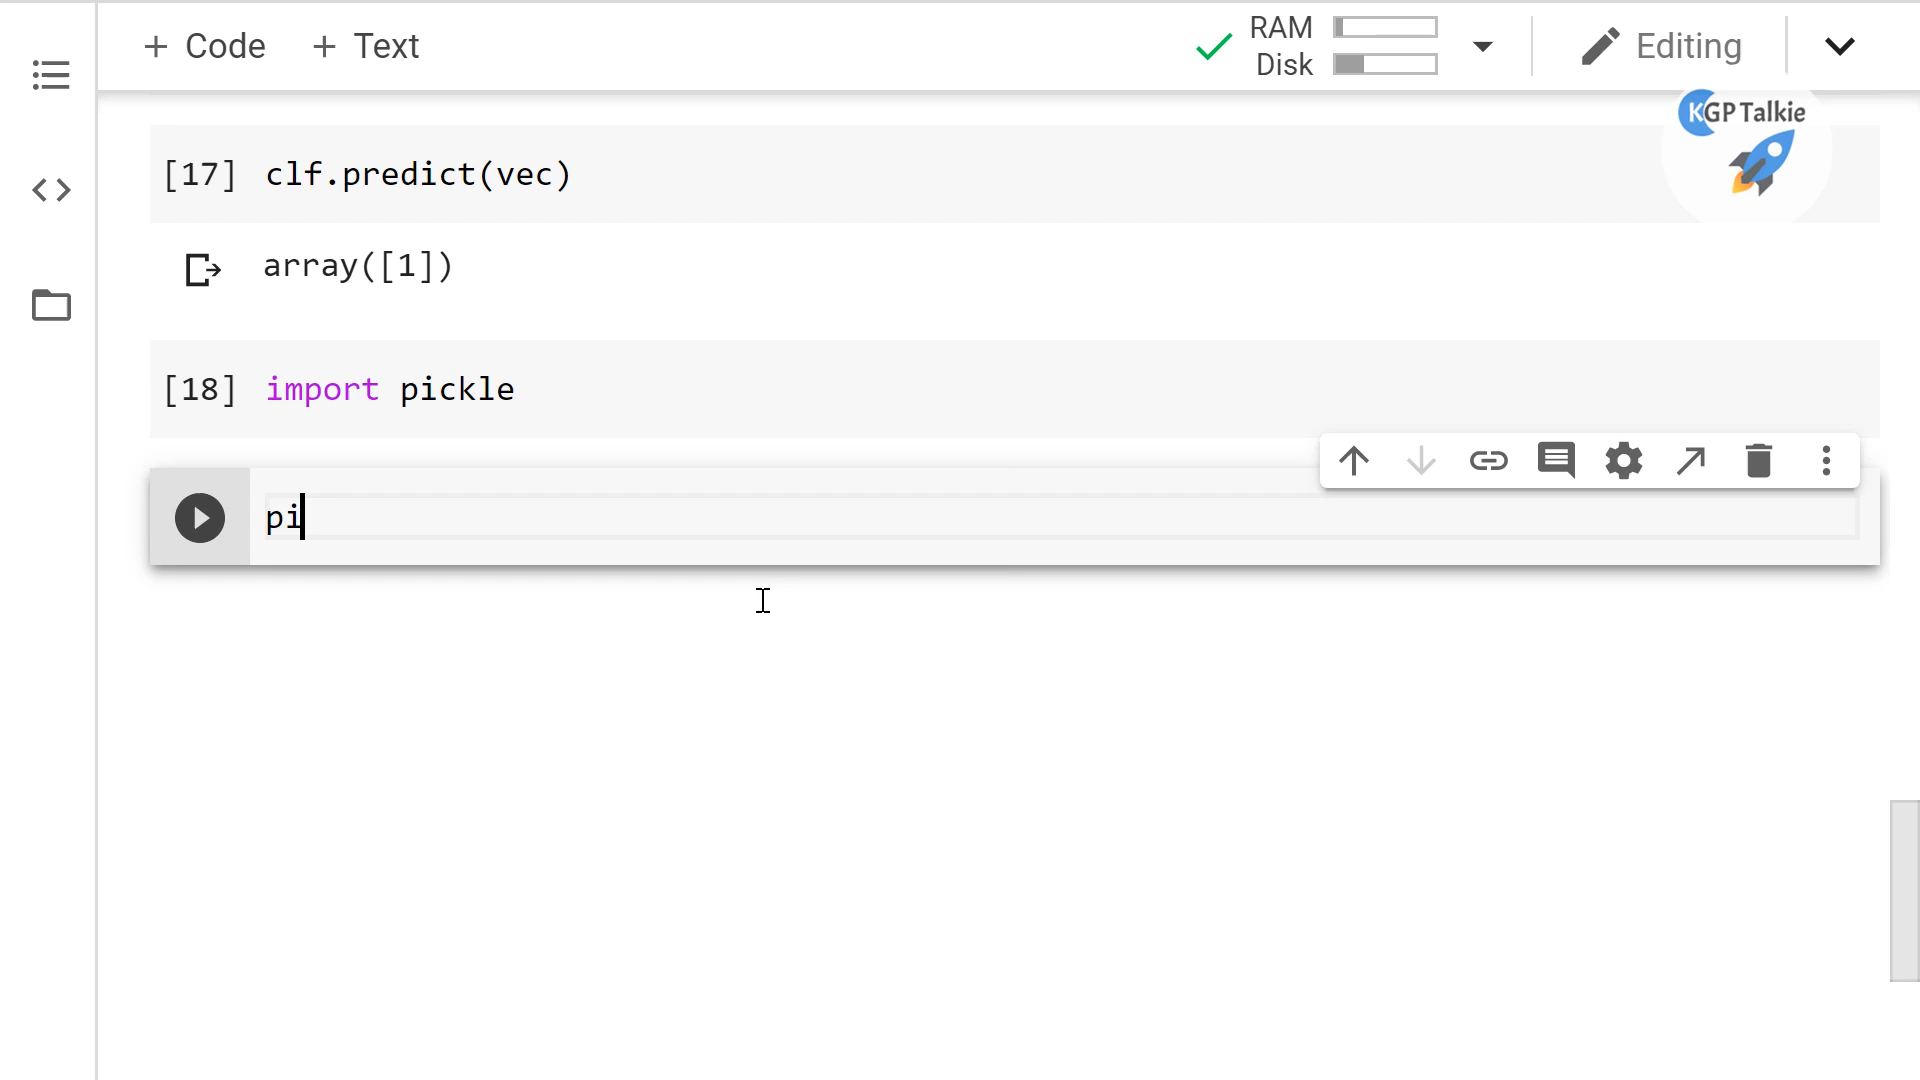 + Code + Text
RAM
Disk
Editing
KGP Talkie
[17] clf.predict(vec)
array([1])
[18] import pickle
pi